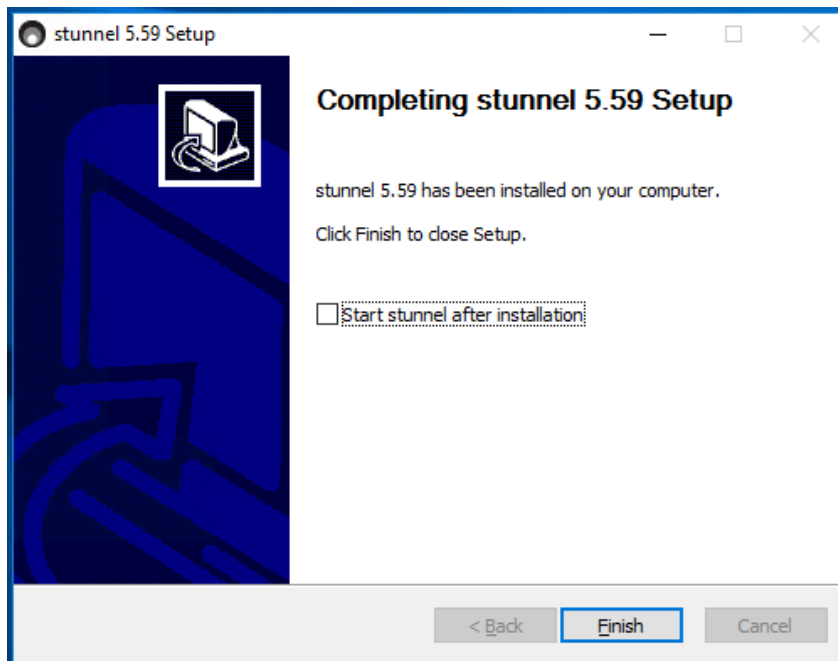 stunnel 5.59 Setup
Completing stunnel 5.59 Setup
stunnel 5.59 has been installed on your computer.
Click Finish to close Setup.
Start stunnel after installation
< Back
Finish
Cancel